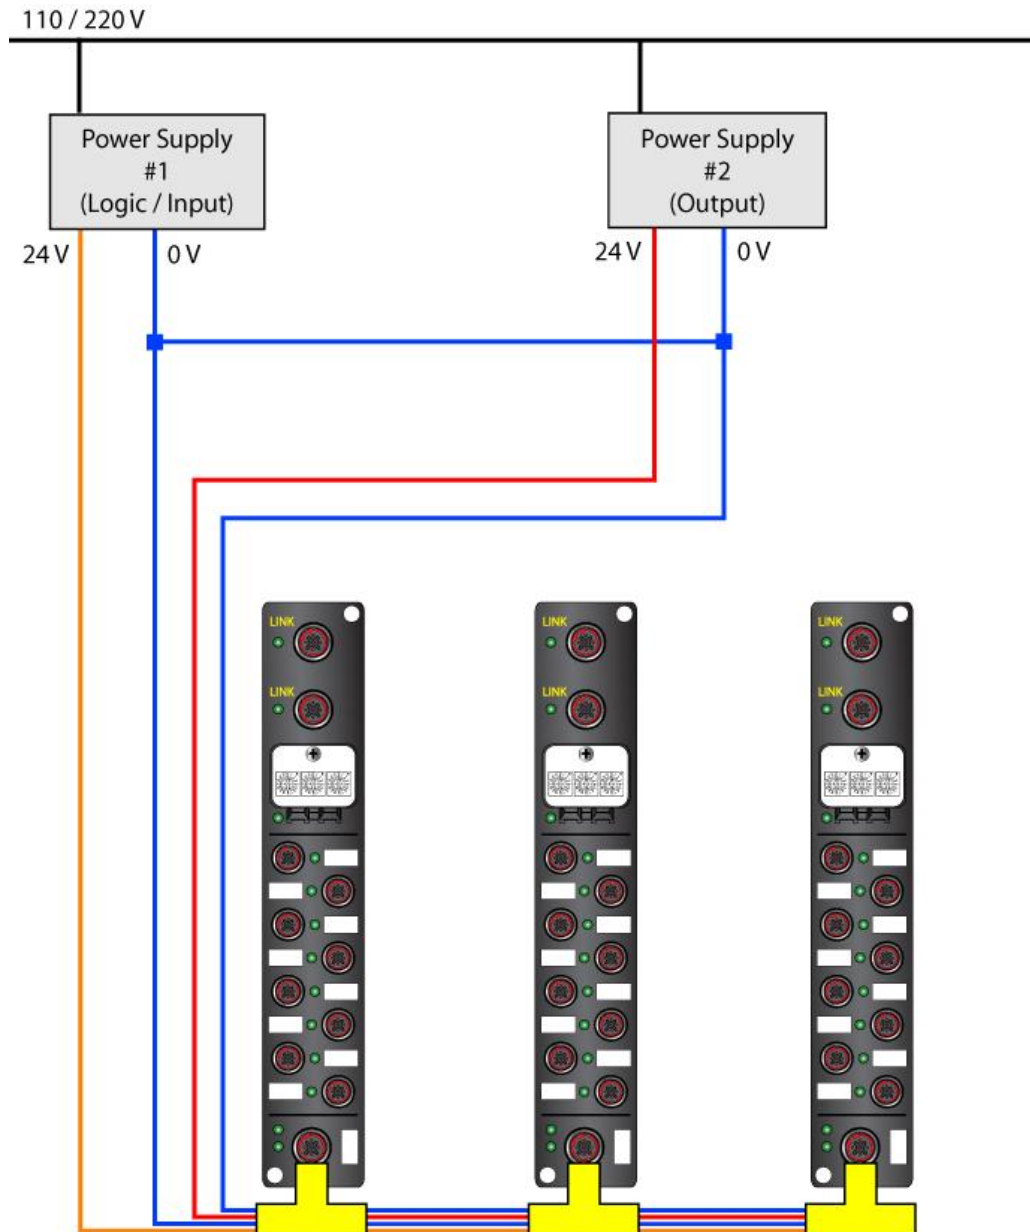 110 / 220 V
Power Supply
#1
(Logic / Input)
Power Supply
#2
(Output)
24 V
0 V
24 V
0 V
LINK
LINK
LINK
LINK
LINK
LINK